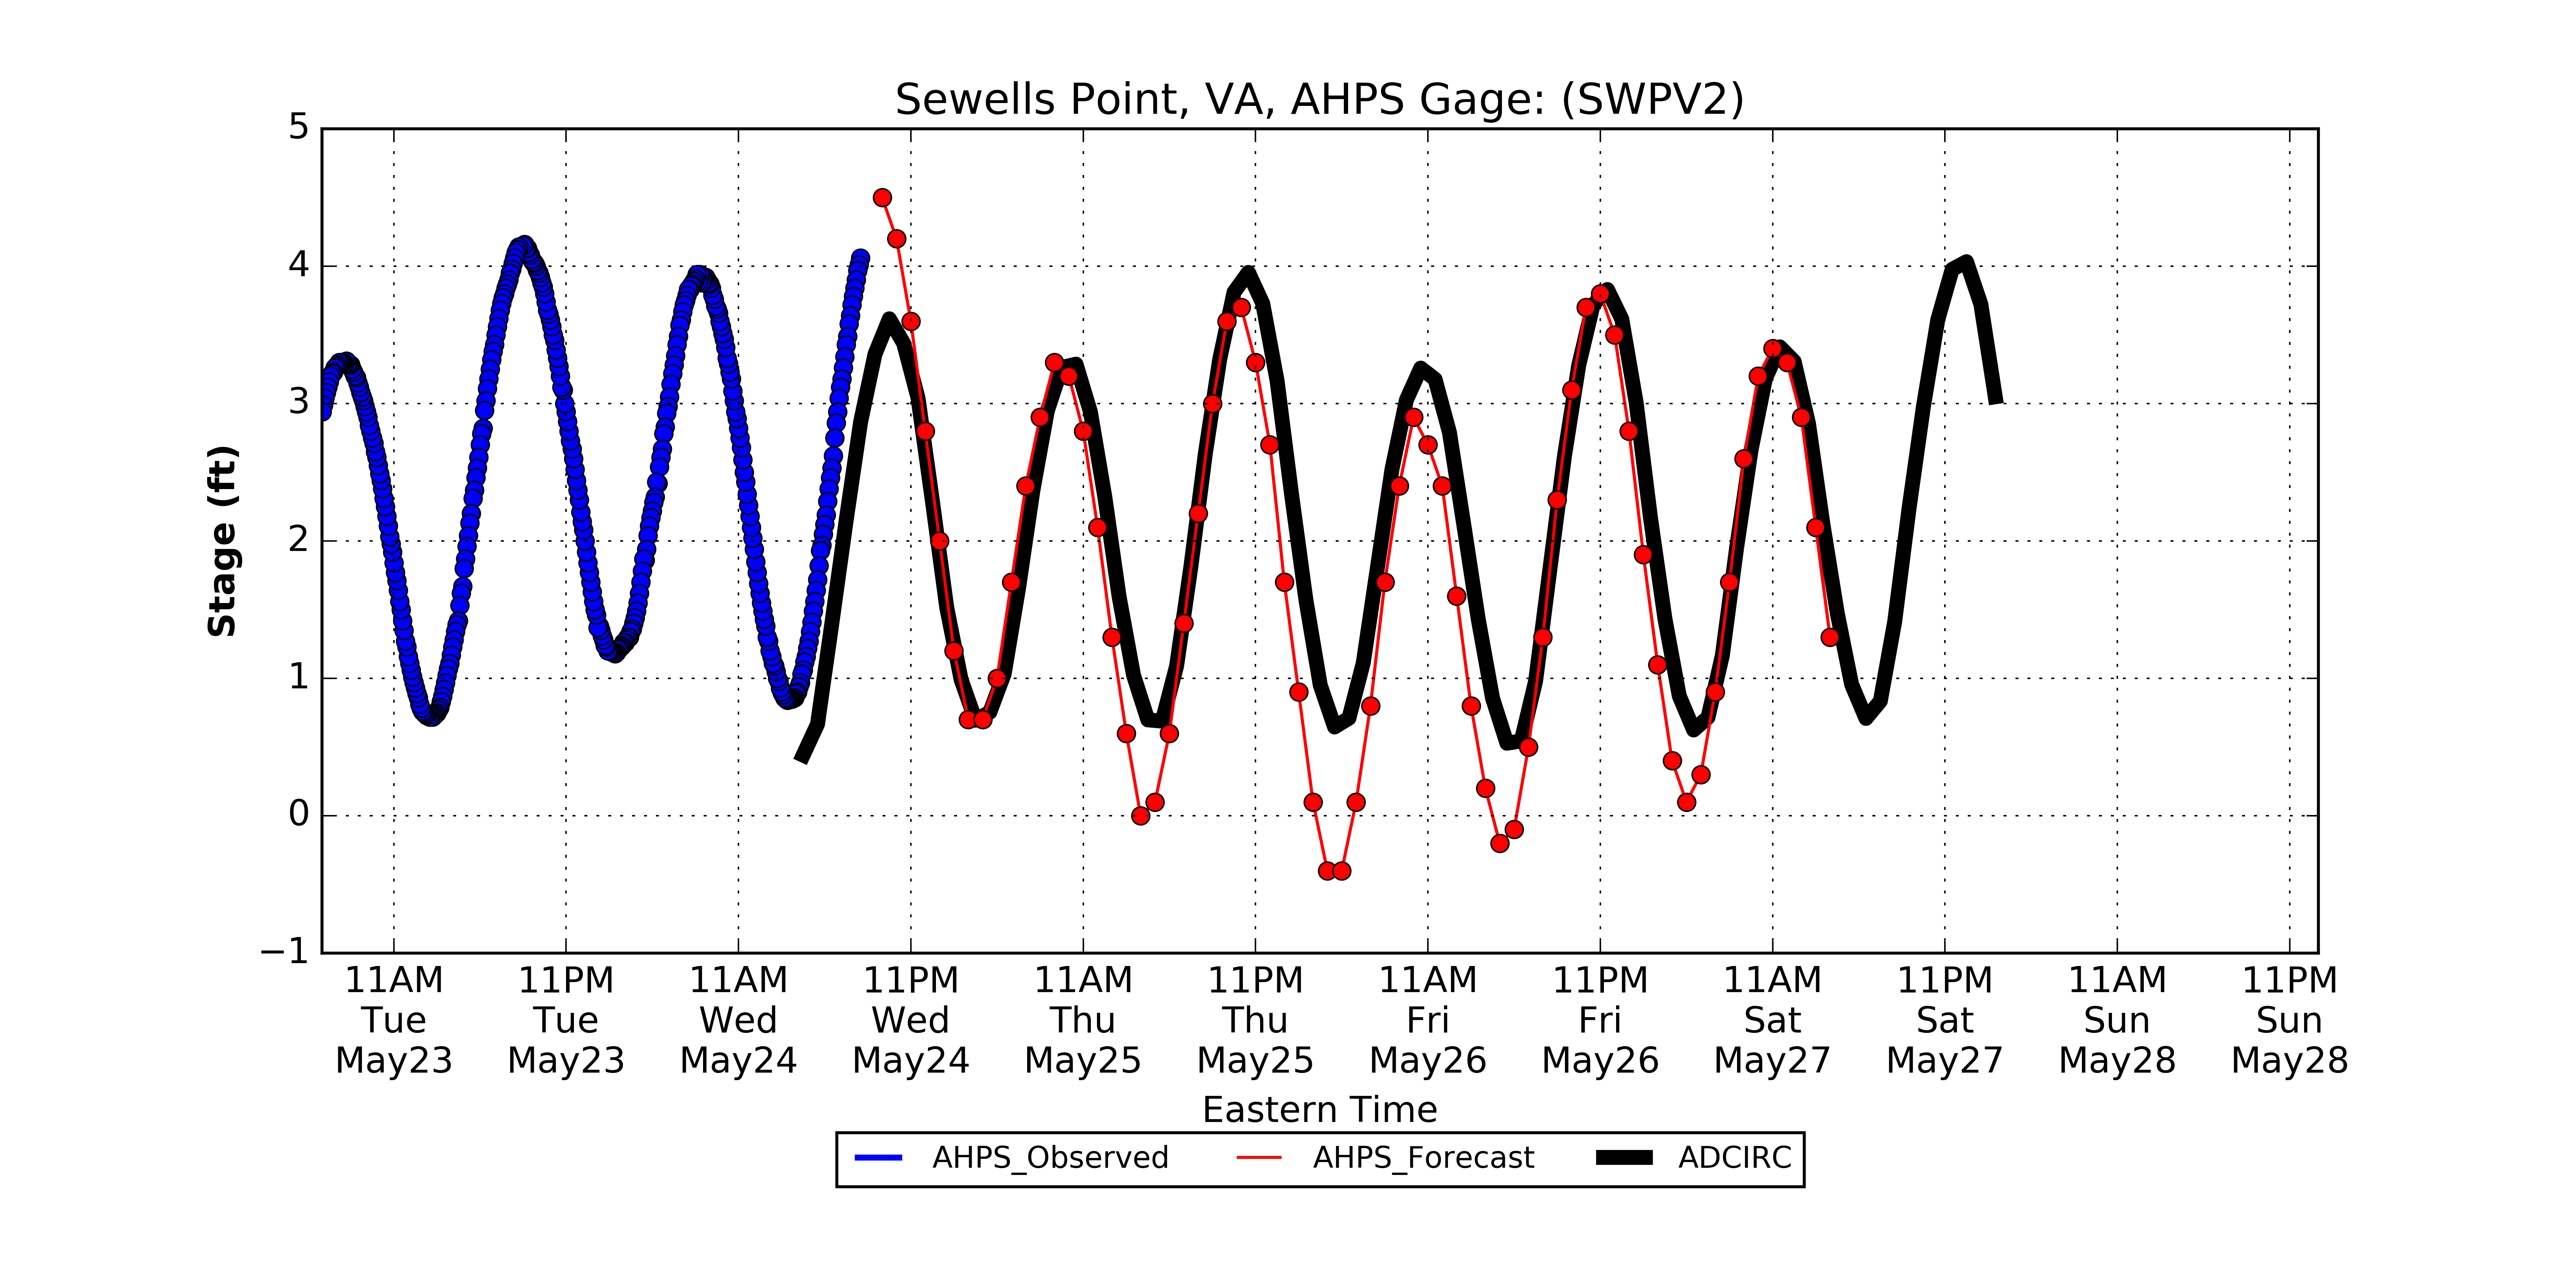 Sewells Point, VA, AHPS Gage: (SWPV2)
5
4
3
2
1
0
−1
Stage (ft)
11AM 11PM 11AM 11PM 11AM 11PM 11AM 11PM 11AM 11PM 11AM 11PM
Tue Tue Wed Wed Thu Thu Fri Fri Sat Sat Sun Sun
May23 May23 May24 May24 May25 May25 May26 May26 May27 May27 May28 May28
Eastern Time
AHPS_Observed AHPS_Forecast ADCIRC